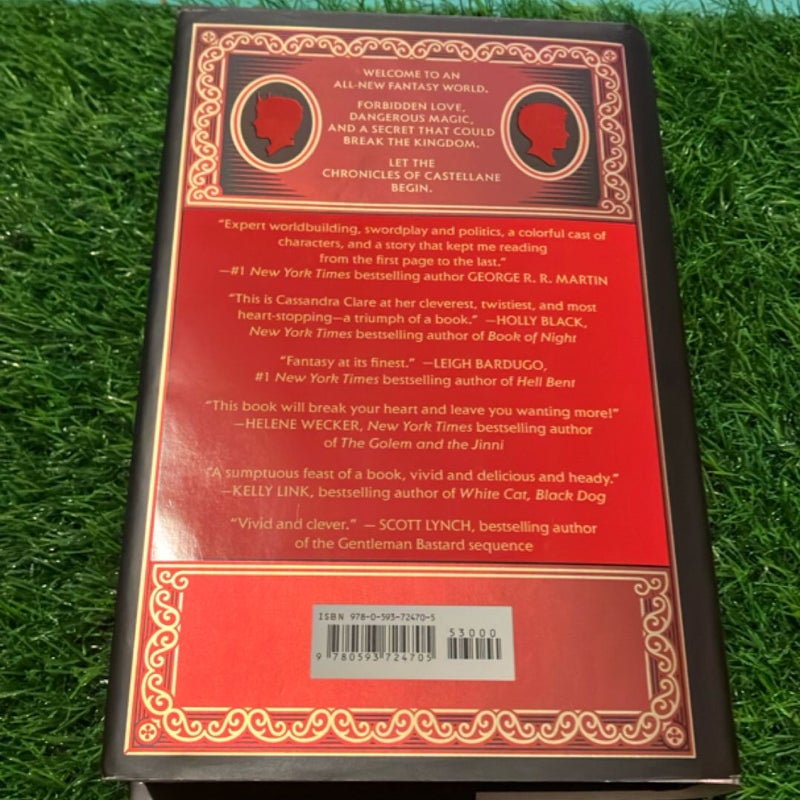 WELCOME TO AN
ALL-NEW FANTASY WORLD.
FORBIDDEN LOVE,
DANGEROUS MAGIC,
AND A SECRET THAT COULD
BREAK THE KINGDOM.
LET THE
CHRONICLES OF CASTELLANE
BEGIN.
"Expert worldbuilding, swordplay and politics, a colorful cast of
characters, and a story that kept me reading
from the first page to the last."
—#1 New York Times bestselling author GEORGE R. R. MARTIN
"This is Cassandra Clare at her cleverest, twistiest, and most
heart-stopping—a triumph of a book." —HOLLY BLACK,
New York Times bestselling author of Book of Night
"Fantasy at its finest." —LEIGH BARDUGO,
#1 New York Times bestselling author of Hell Bent
"This book will break your heart and leave you wanting more!"
—HELENE WECKER, New York Times bestselling author
of The Golem and the Jinni
"A sumptuous feast of a book, vivid and delicious and heady."
—KELLY LINK, bestselling author of White Cat, Black Dog
"Vivid and clever." — SCOTT LYNCH, bestselling author
of the Gentleman Bastard sequence
ISBN 978-0-593-72470-5
53000
9 780593 724705